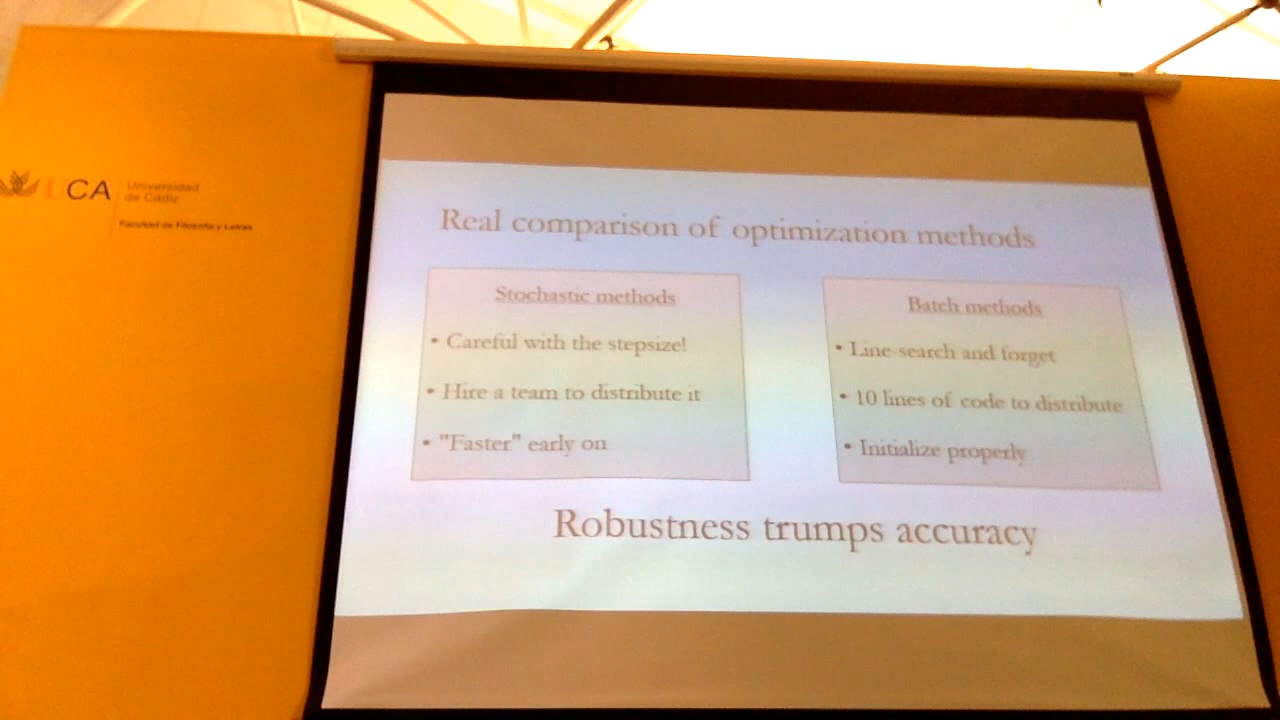 UCA
Universidad
de Cádiz
Facultad de Filosofía y Letras
Real comparison of optimization methods
Stochastic methods
• Careful with the stepsize!
• Hire a team to distribute it
• "Faster" early on
Batch methods
• Line-search and forget
• 10 lines of code to distribute
• Initialize properly
Robustness trumps accuracy